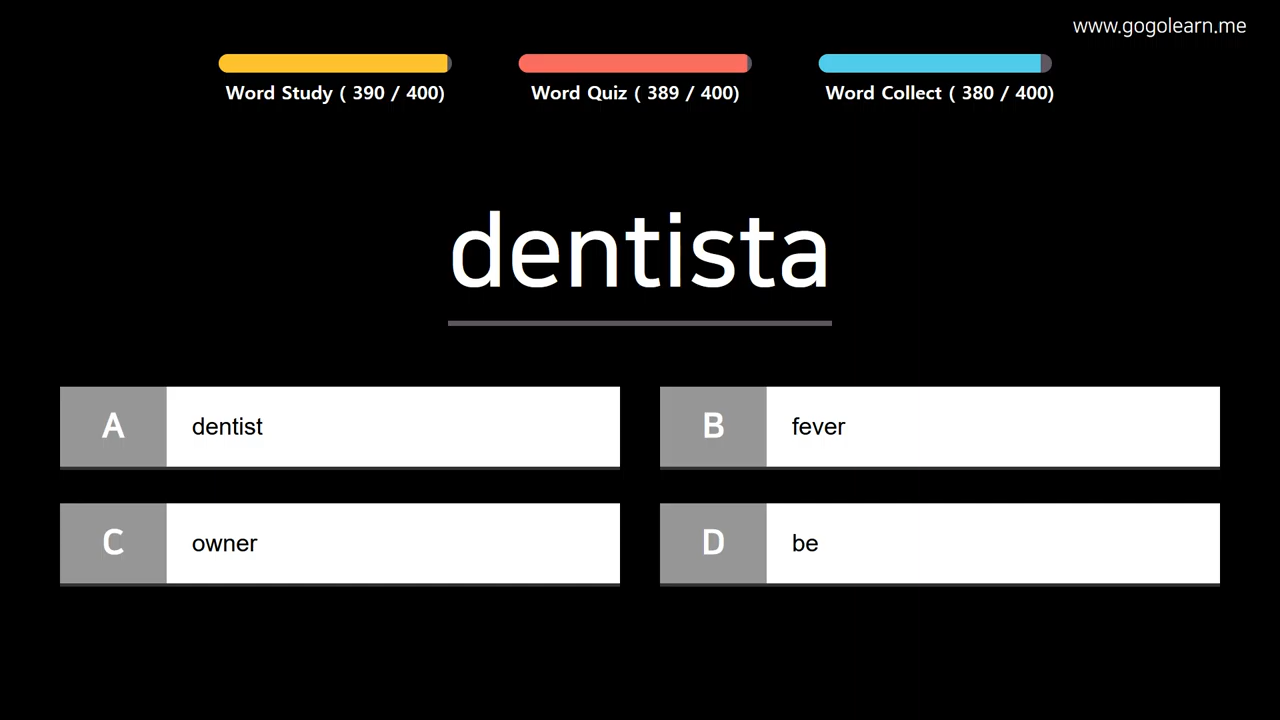 www.gogolearn.me
Word Study ( 390 / 400)
Word Quiz ( 389 / 400)
Word Collect ( 380 / 400)
dentista
A dentist
B fever
C owner
D be